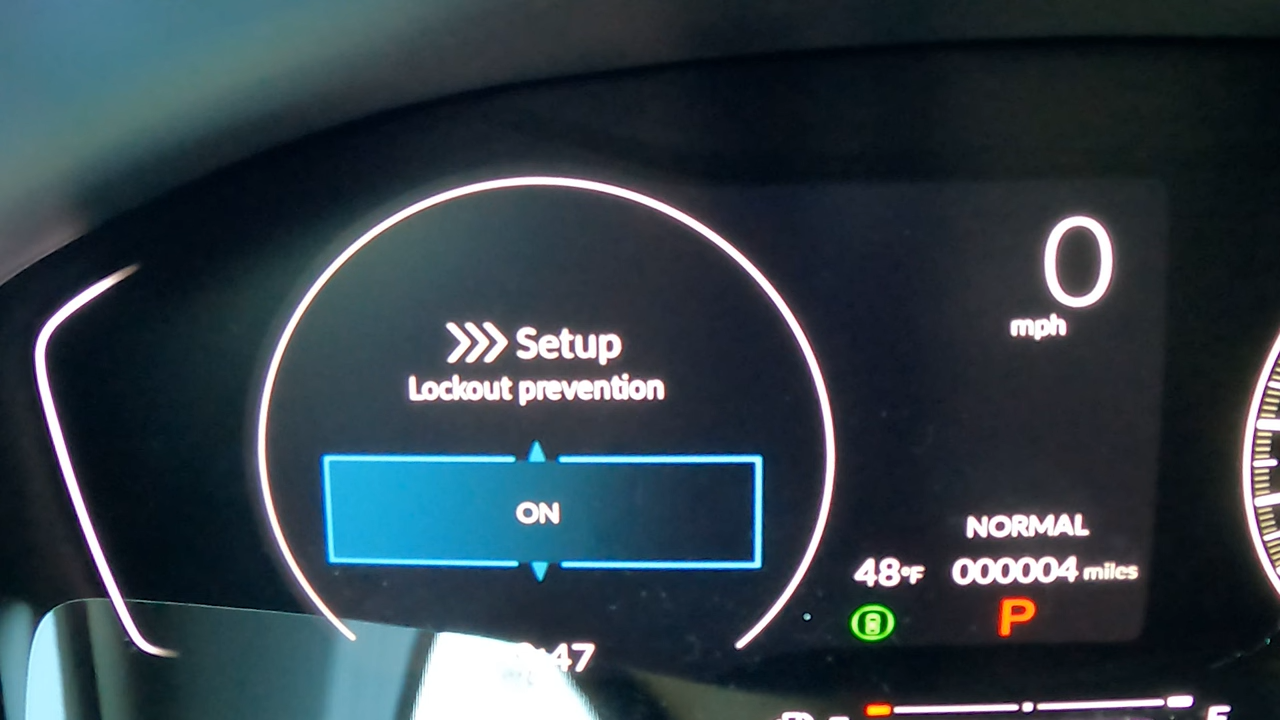 0
mph
Setup
Lockout prevention
ON
NORMAL
48°F 000004 miles
P